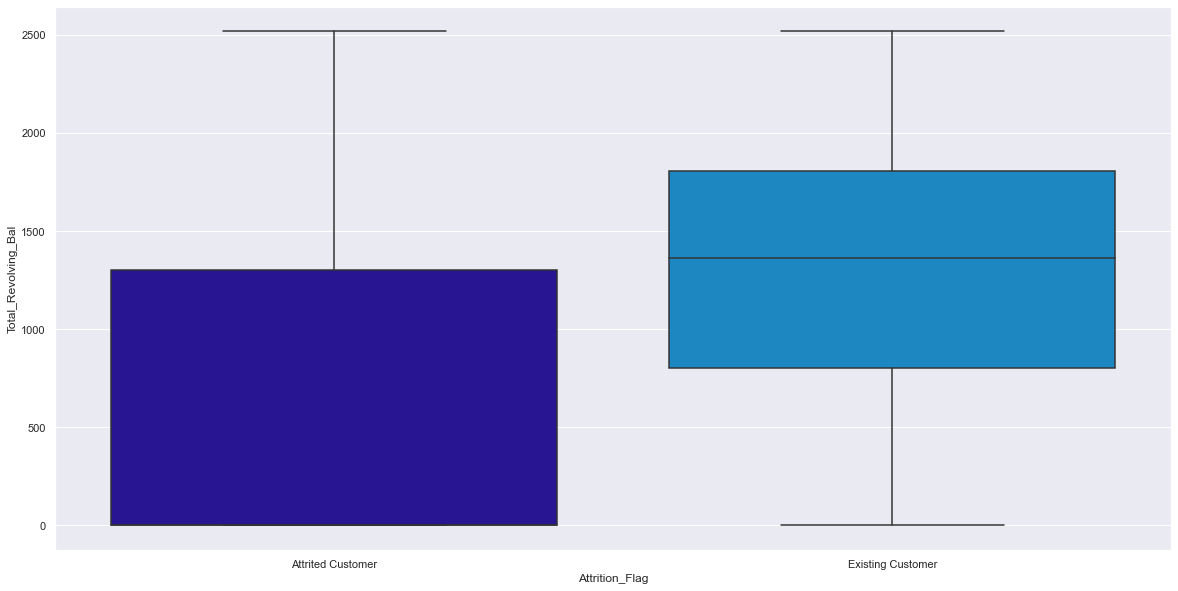 2500
2000
1500
1000
500
0
Total_Revolving_Bal
Attrited Customer
Existing Customer
Attrition_Flag